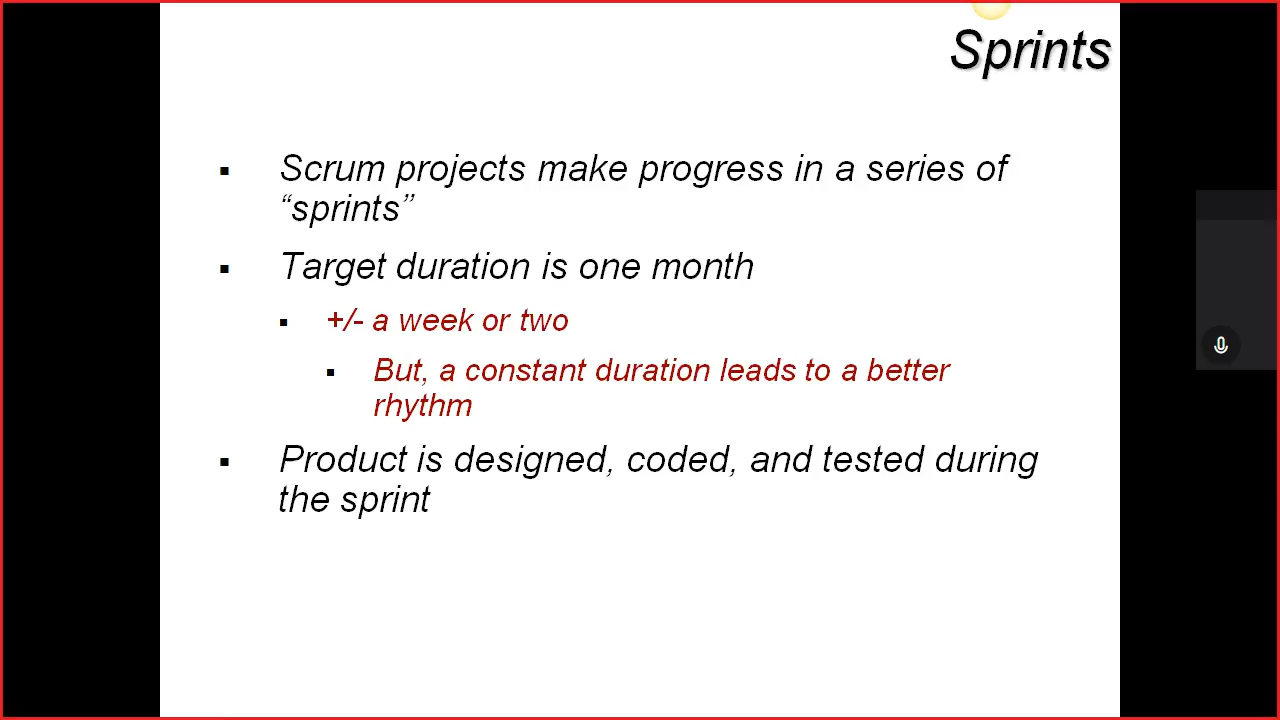 Sprints
Scrum projects make progress in a series of
“sprints”
Target duration is one month
+/- a week or two
But, a constant duration leads to a better
rhythm
Product is designed, coded, and tested during
the sprint